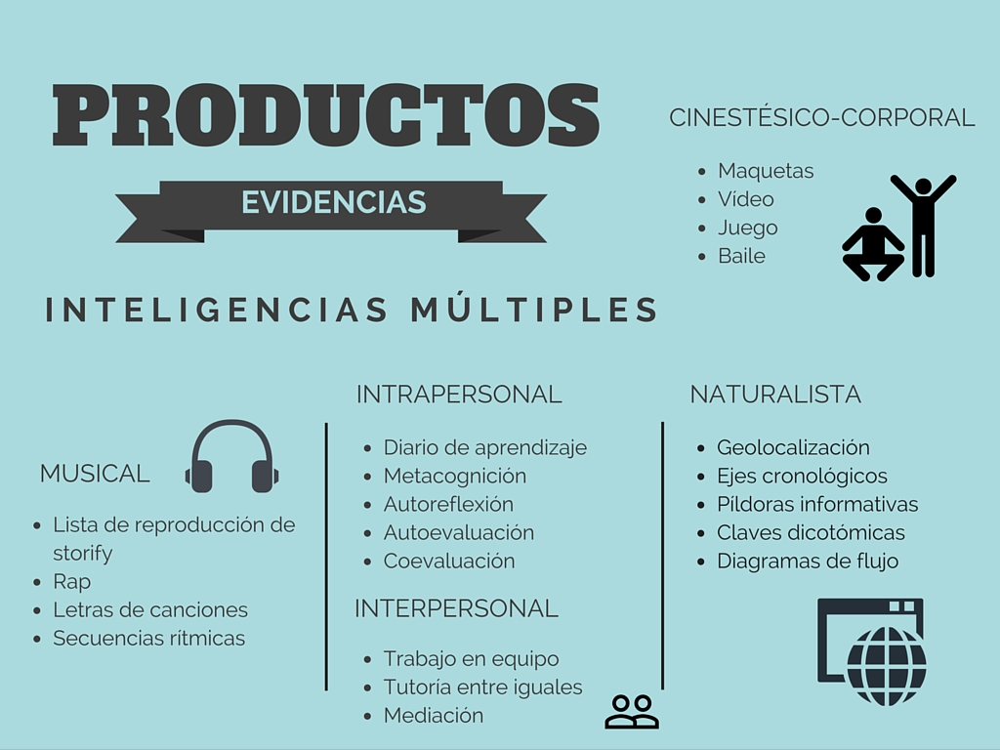 PRODUCTOS
EVIDENCIAS
INTELIGENCIAS MÚLTIPLES
CINESTÉSICO-CORPORAL
Maquetas
Vídeo
Juego
Baile
MUSICAL
Lista de reproducción de
storify
Rap
Letras de canciones
Secuencias rítmicas
INTRAPERSONAL
Diario de aprendizaje
Metacognición
Autoreflexión
Autoevaluación
Coevaluación
INTERPERSONAL
Trabajo en equipo
Tutoría entre iguales
Mediación
NATURALISTA
Geolocalización
Ejes cronológicos
Píldoras informativas
Claves dicotómicas
Diagramas de flujo